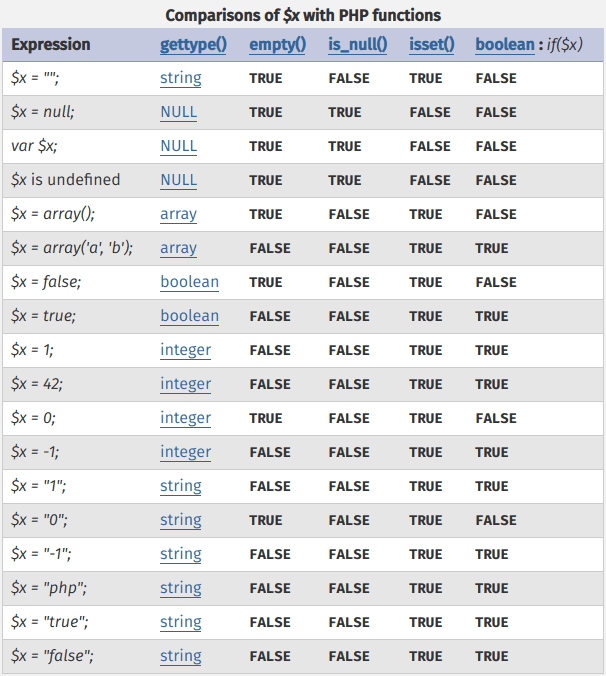 Comparisons of $x with PHP functions
Expression gettype() empty() is_null() isset() boolean : if($x)
$x = ""; string TRUE FALSE TRUE FALSE
$x = null; NULL TRUE TRUE FALSE FALSE
var $x; NULL TRUE TRUE FALSE FALSE
$x is undefined NULL TRUE TRUE FALSE FALSE
$x = array(); array TRUE FALSE TRUE FALSE
$x = array('a', 'b'); array FALSE FALSE TRUE TRUE
$x = false; boolean TRUE FALSE TRUE FALSE
$x = true; boolean FALSE FALSE TRUE TRUE
$x = 1; integer FALSE FALSE TRUE TRUE
$x = 42; integer FALSE FALSE TRUE TRUE
$x = 0; integer TRUE FALSE TRUE FALSE
$x = -1; integer FALSE FALSE TRUE TRUE
$x = "1"; string FALSE FALSE TRUE TRUE
$x = "0"; string TRUE FALSE TRUE FALSE
$x = "-1"; string FALSE FALSE TRUE TRUE
$x = "php"; string FALSE FALSE TRUE TRUE
$x = "true"; string FALSE FALSE TRUE TRUE
$x = "false"; string FALSE FALSE TRUE TRUE